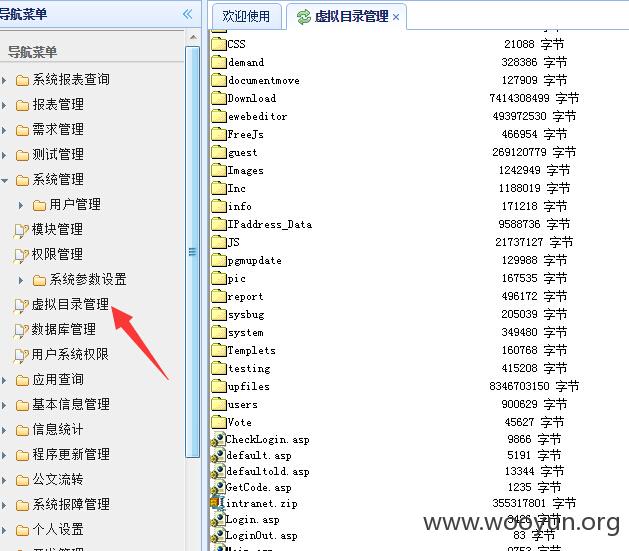 导航菜单
欢迎使用
虚拟目录管理
导航菜单
系统报表查询
报表管理
需求管理
测试管理
系统管理
用户管理
模块管理
权限管理
系统参数设置
虚拟目录管理
数据库管理
用户系统权限
应用查询
基本信息管理
信息统计
程序更新管理
公文流转
系统报障管理
个人设置
CSS 21088 字节
demand 328386 字节
documentmove 127909 字节
Download 7414308499 字节
ewebeditor 493972530 字节
FreeJs 466954 字节
guest 269120779 字节
Images 1242949 字节
Inc 1188019 字节
info 171218 字节
IPaddress_Data 9588736 字节
JS 21737127 字节
pgmupdate 129988 字节
pic 167535 字节
report 496172 字节
sysbug 205039 字节
system 349480 字节
Templets 160768 字节
testing 415208 字节
upfiles 8346703150 字节
users 900629 字节
Vote 45627 字节
CheckLogin.asp 9866 字节
default.asp 5191 字节
defaultold.asp 13344 字节
GetCode.asp 1235 字节
intranet.zip 355317801 字节
Login.asp 3426 字节
LoginOut.asp 83 字节
www.wooyun.org